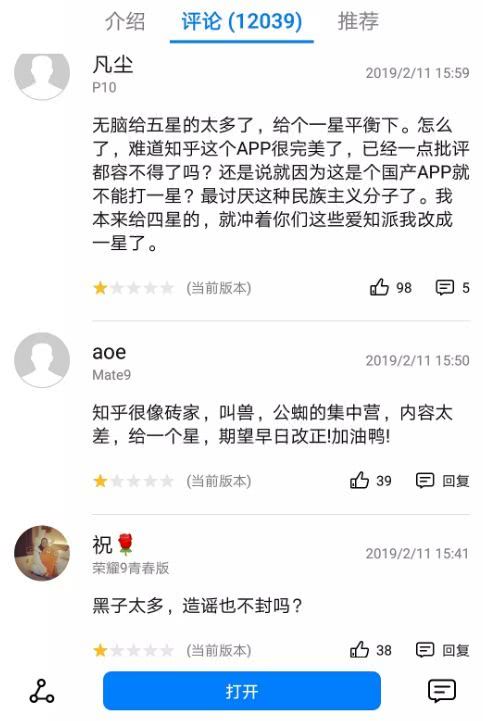 介绍
评论 (12039)
推荐
凡尘
2019/2/11 15:59
P10
无脑给五星的太多了，给个一星平衡下。怎么
了，难道知乎这个APP很完美了，已经一点批评
都容不得了吗？还是说就因为这是个国产APP就
不能打一星？最讨厌这种民族主义分子了。我
本来给四星的，就冲着你们这些爱知派我改成
一星了。
(当前版本)
98
5
aoe
2019/2/11 15:50
Mate9
知乎很像砖家，叫兽，公蜘的集中营，内容太
差，给一个星，期望早日改正!加油鸭!
(当前版本)
39
回复
祝🌹
2019/2/11 15:41
荣耀9青春版
黑子太多，造谣也不封吗？
(当前版本)
38
回复
打开